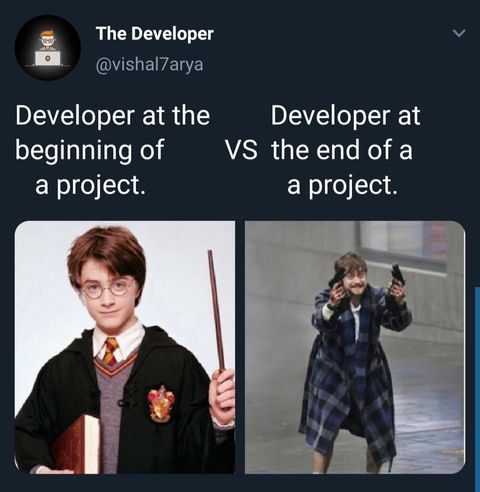 The Developer
@vishal7arya
Developer at the beginning of a project.
VS
Developer at the end of a a project.